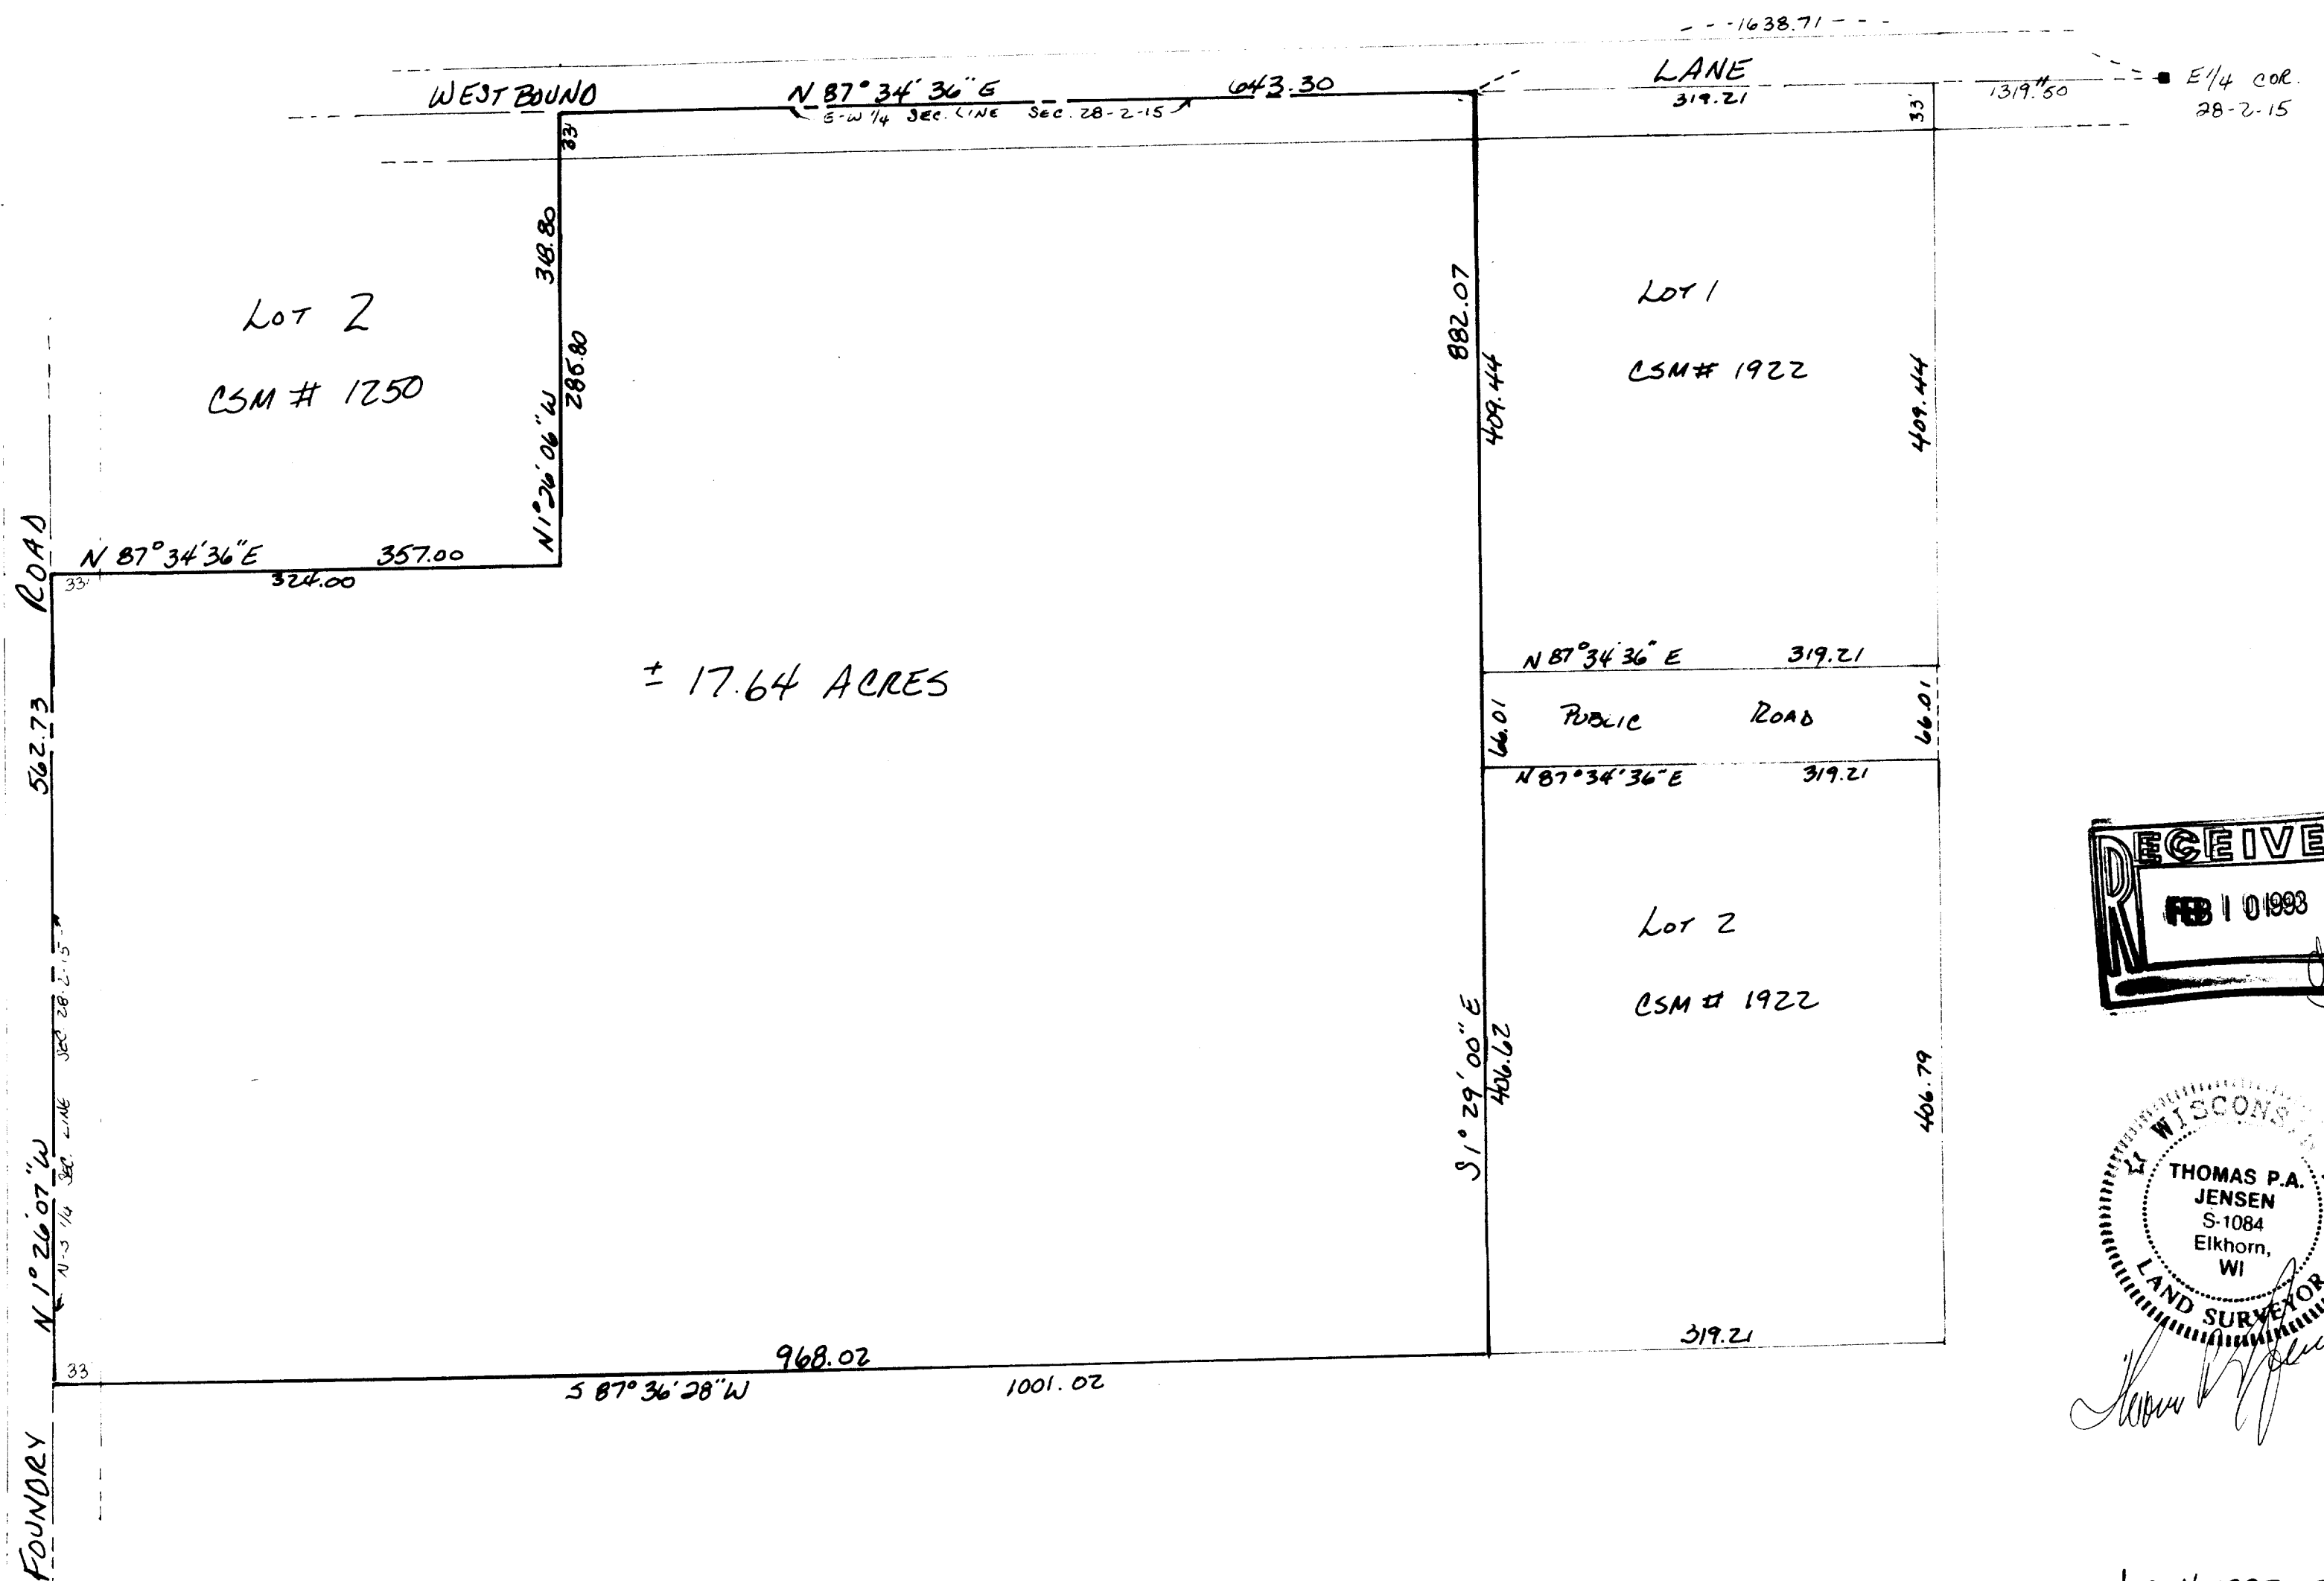 - - -1638.71- - -
WESTBOUND N 87° 34' 36" E 643.30 LANE
E-W 1/4 SEC. LINE SEC. 28-2-15
319.21
1319.50
E 1/4 COR.
28-2-15
33'
33'
318.80
285.80
N 1° 26' 06" W
LOT 2
CSM # 1250
882.07
409.44
LOT 1
CSM # 1922
409.44
ROAD
N 87° 34' 36" E 357.00
33' 324.00
± 17.64 ACRES
N 87° 34' 36" E 319.21
66.01
PUBLIC ROAD
66.01
N 87° 34' 36" E 319.21
562.73
N 1° 26' 07" W
N-S 1/4 SEC. LINE SEC 28-2-15
LOT 2
CSM # 1922
S 1° 29' 00" E
406.62
406.79
319.21
33
968.02
S 87° 36' 28" W 1001.02
FOUNDRY
RECEIVE
FEB 10 1993
WISCONSIN
THOMAS P.A.
JENSEN
S-1084
Elkhorn,
WI
LAND SURVEYOR